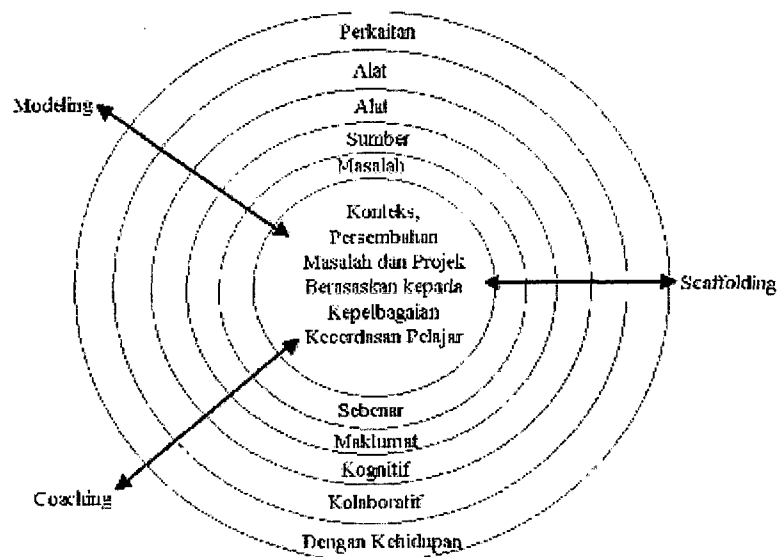 Perkaitan
Alat
Modeling
Alat
Sumber
Masalah
Konteks,
Persembahan
Masalah dan Projek
Berasaskan kepada
Kepelbagaian
Kecerdasan Pelajar
Scaffolding
Sebenar
Maklumat
Kognitif
Coaching
Kolaboratif
Dengan Kehidupan